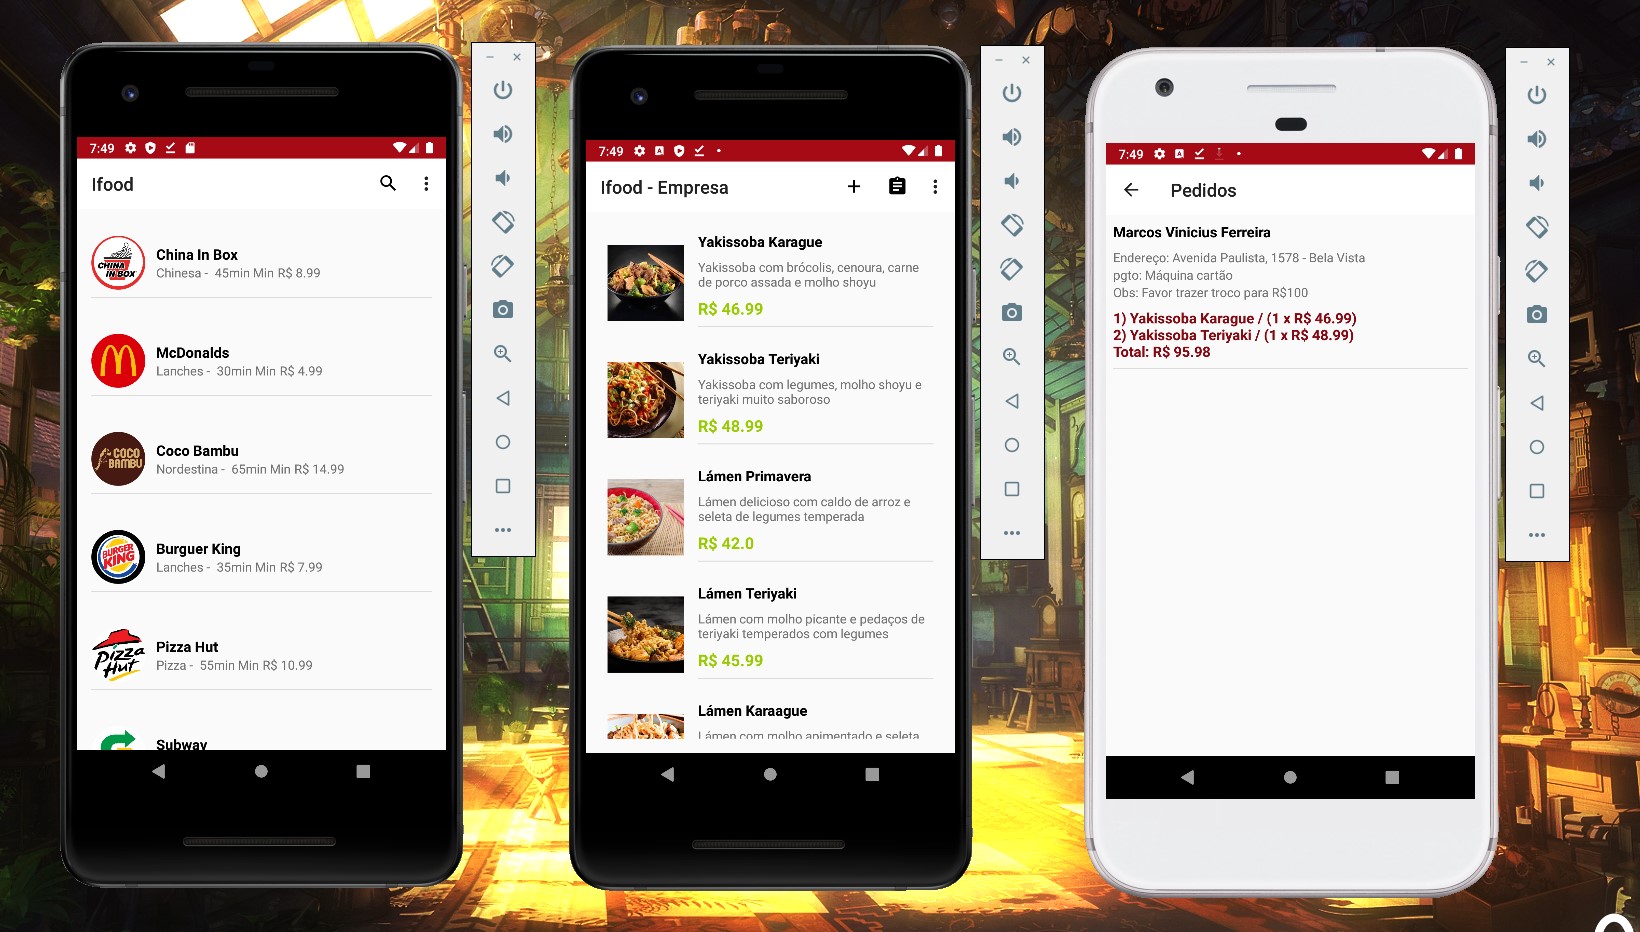 7:49
Ifood
CHINA
IN BOX
China In Box
Chinesa - 45min Min R$ 8.99
McDonalds
Lanches - 30min Min R$ 4.99
COCO
BAMBU
Coco Bambu
Nordestina - 65min Min R$ 14.99
BURGER
KING
Burguer King
Lanches - 35min Min R$ 7.99
Pizza
Hut
Pizza Hut
Pizza - 55min Min R$ 10.99
Subway
7:49
Ifood - Empresa
Yakissoba Karague
Yakissoba com brócolis, cenoura, carne
de porco assada e molho shoyu
R$ 46.99
Yakissoba Teriyaki
Yakissoba com legumes, molho shoyu e
teriyaki muito saboroso
R$ 48.99
Lámen Primavera
Lámen delicioso com caldo de arroz e
seleta de legumes temperada
R$ 42.0
Lámen Teriyaki
Lámen com molho picante e pedaços de
teriyaki temperados com legumes
R$ 45.99
Lámen Karaague
Lámen com molho apimentado e seleta
7:49
Pedidos
Marcos Vinicius Ferreira
Endereço: Avenida Paulista, 1578 - Bela Vista
pgto: Máquina cartão
Obs: Favor trazer troco para R$100
1) Yakissoba Karague / (1 x R$ 46.99)
2) Yakissoba Teriyaki / (1 x R$ 48.99)
Total: R$ 95.98